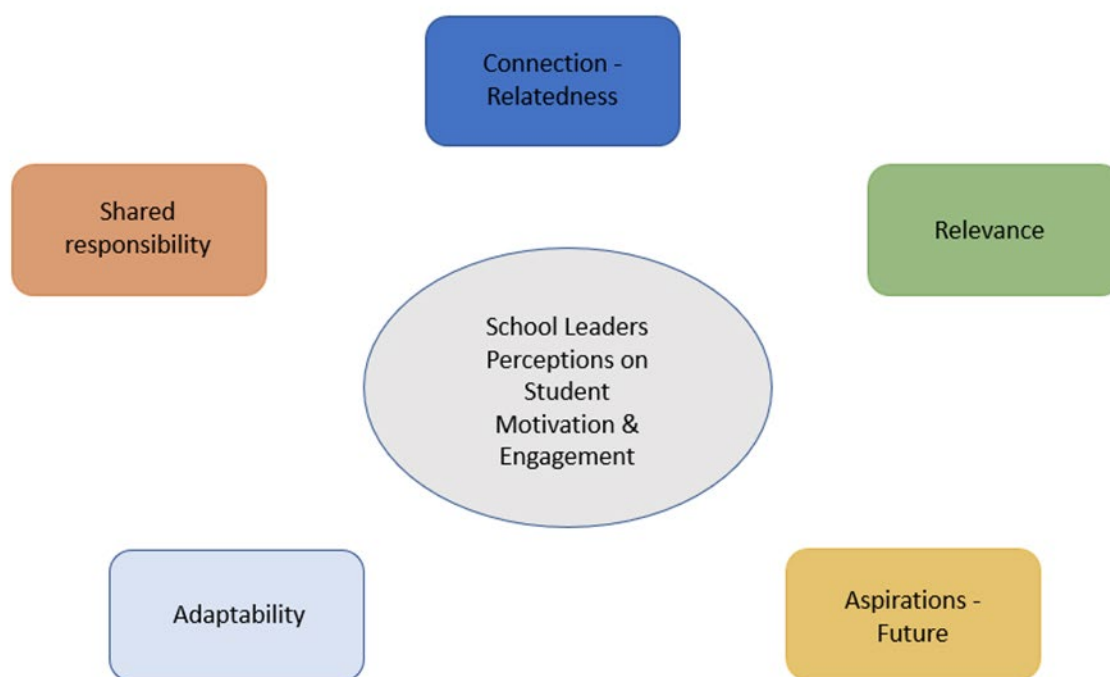 Connection -
Relatedness
Shared
responsibility
Relevance
School Leaders
Perceptions on
Student
Motivation &
Engagement
Adaptability
Aspirations -
Future